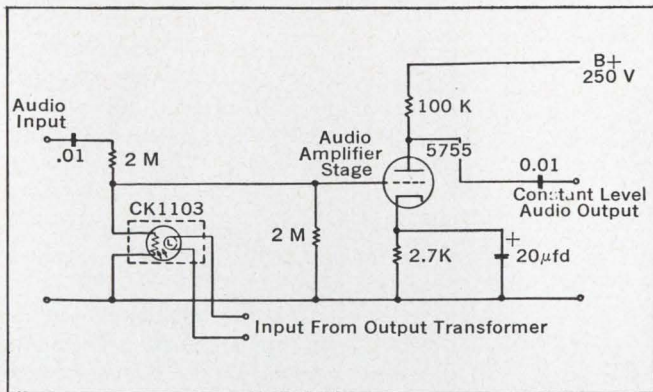 B+
250 V
100 K
Audio
Input
.01
2 M
Audio
Amplifier
Stage
5755
0.01
Constant Level
Audio Output
CK1103
L
2 M
2.7K
+
20μfd
Input From Output Transformer